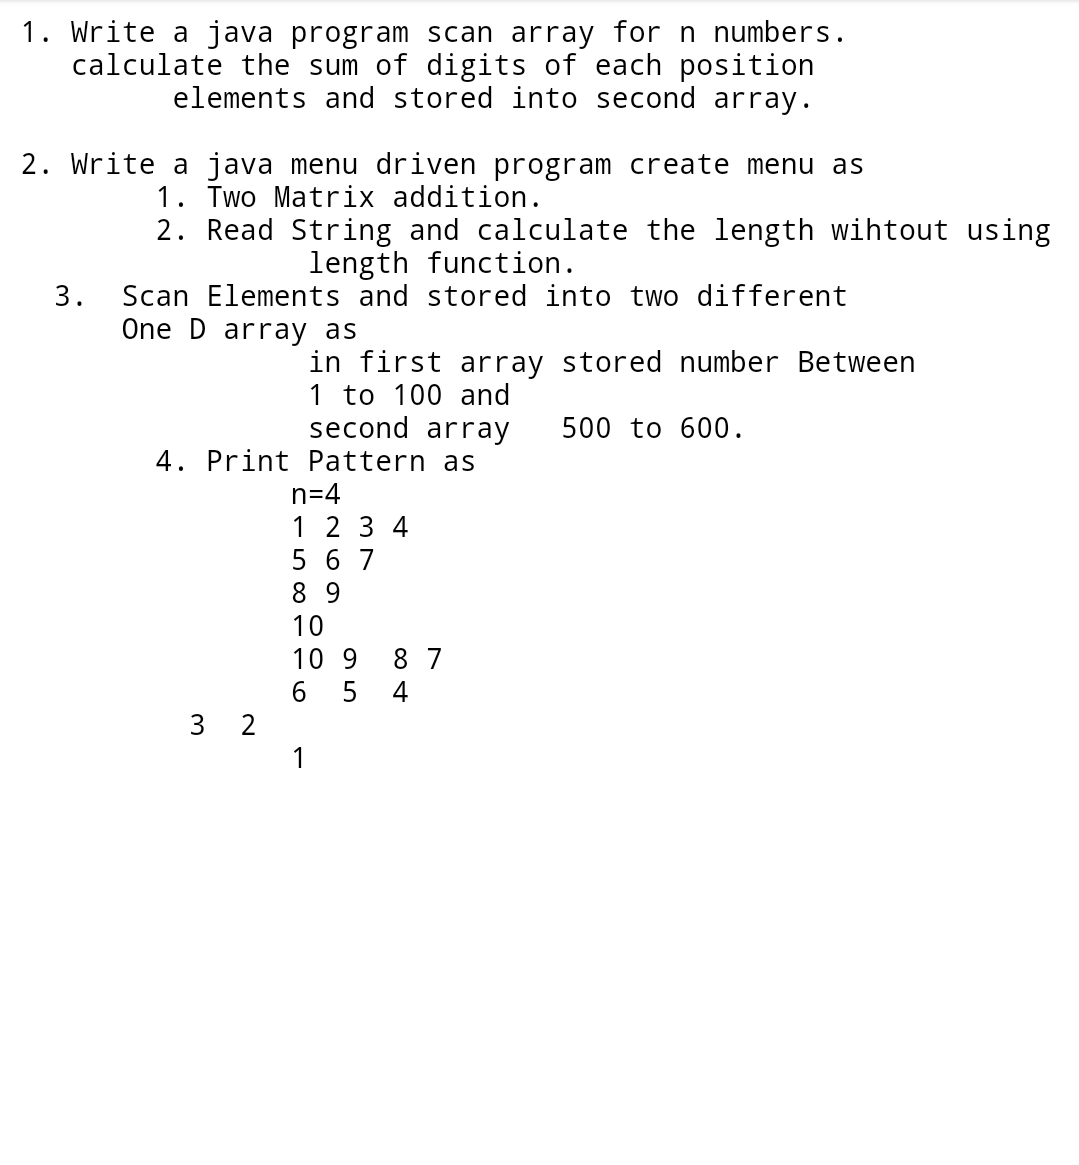 1. Write a java program scan array for n numbers.
calculate the sum of digits of each position
elements and stored into second array.
2. Write a java menu driven program create menu as
1. Two Matrix addition.
2. Read String and calculate the length wihtout using
length function.
3. Scan Elements and stored into two different
One D array as
in first array stored number Between
1 to 100 and
second array 500 to 600.
4. Print Pattern as
n=4
1 2 3 4
5 6 7
8 9
10
10 9 8 7
6 5 4
3 2
1